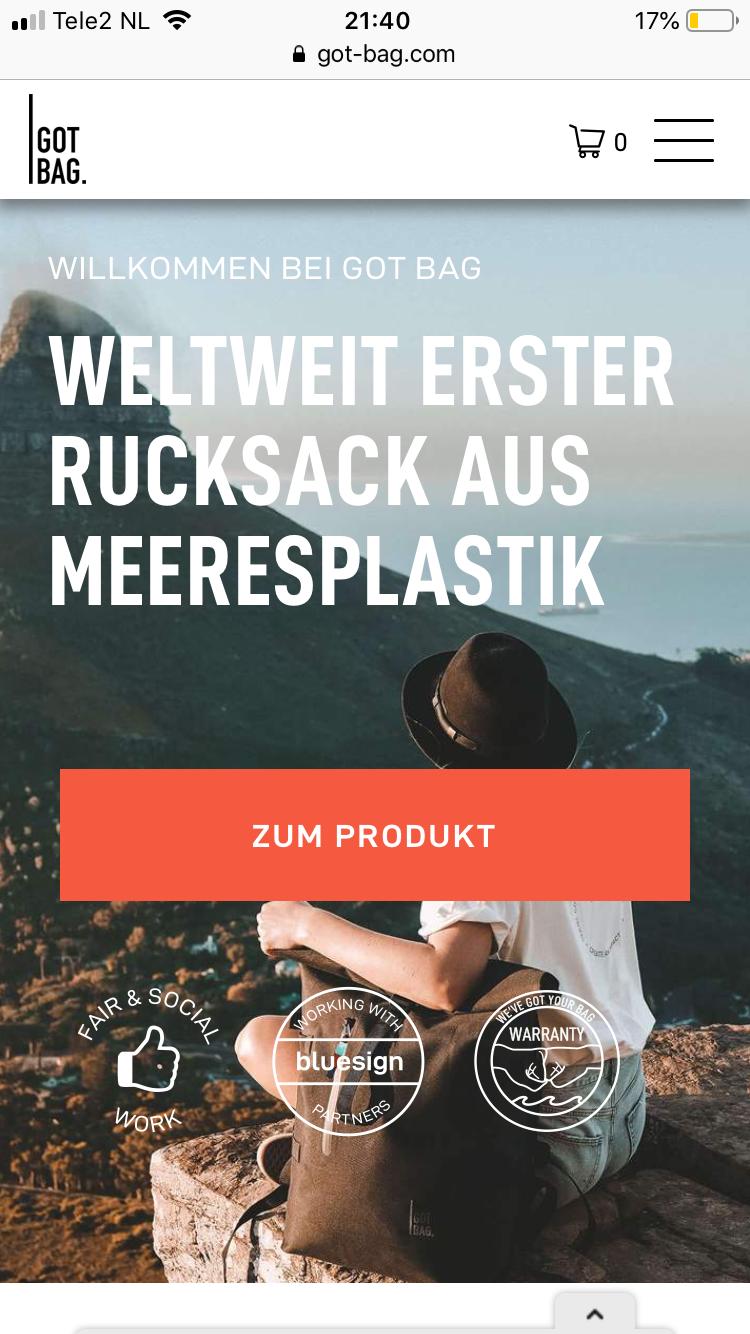 Tele2 NL 21:40 17%
got-bag.com
GOT
BAG.
0
WILLKOMMEN BEI GOT BAG
WELTWEIT ERSTER
RUCKSACK AUS
MEERESPLASTIK
ZUM PRODUKT
FAIR & SOCIAL
WORK
WORKING WITH
bluesign
PARTNERS
WE'VE GOT YOUR BAG
WARRANTY
GOT
BAG.